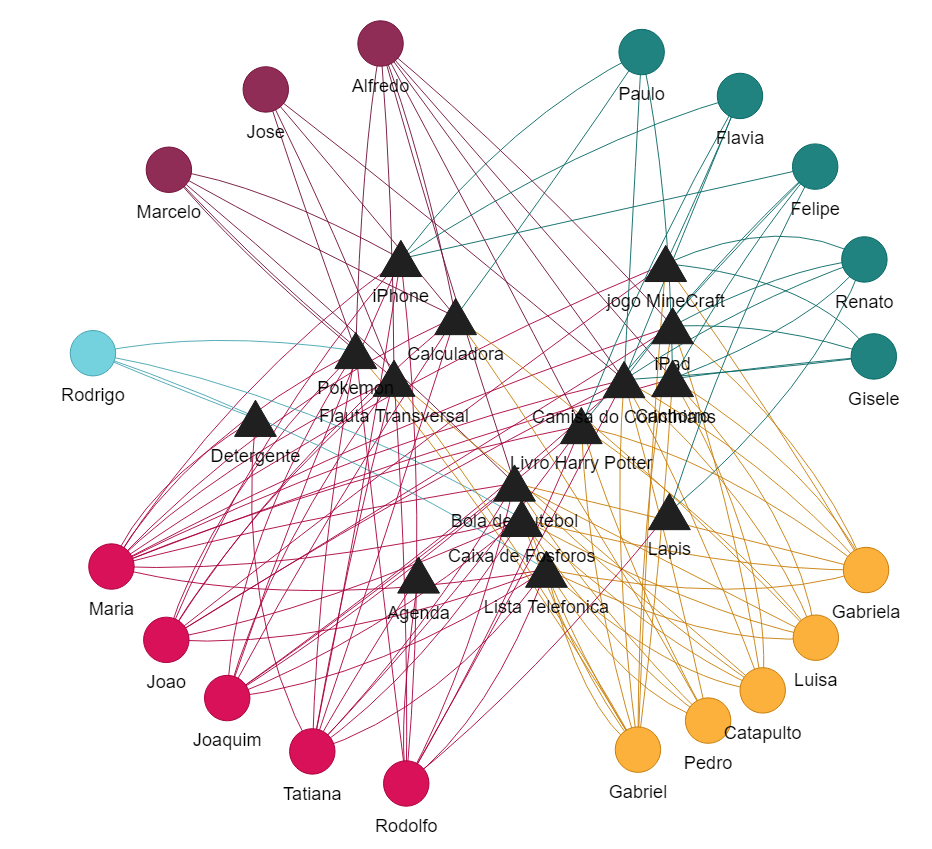 Alfredo
Paulo
Jose
Flavia
Marcelo
Felipe
iPhone
jogo MineCraft
Renato
Calculadora
iPad
Rodrigo
Pokemon
Gisele
Flauta Transversal
Camisa do Corinthians
Cachorro
Detergente
Livro Harry Potter
Bola de Futebol
Lapis
Caixa de Fosforos
Maria
Agenda
Lista Telefonica
Gabriela
Joao
Luisa
Joaquim
Catapulto
Pedro
Tatiana
Gabriel
Rodolfo